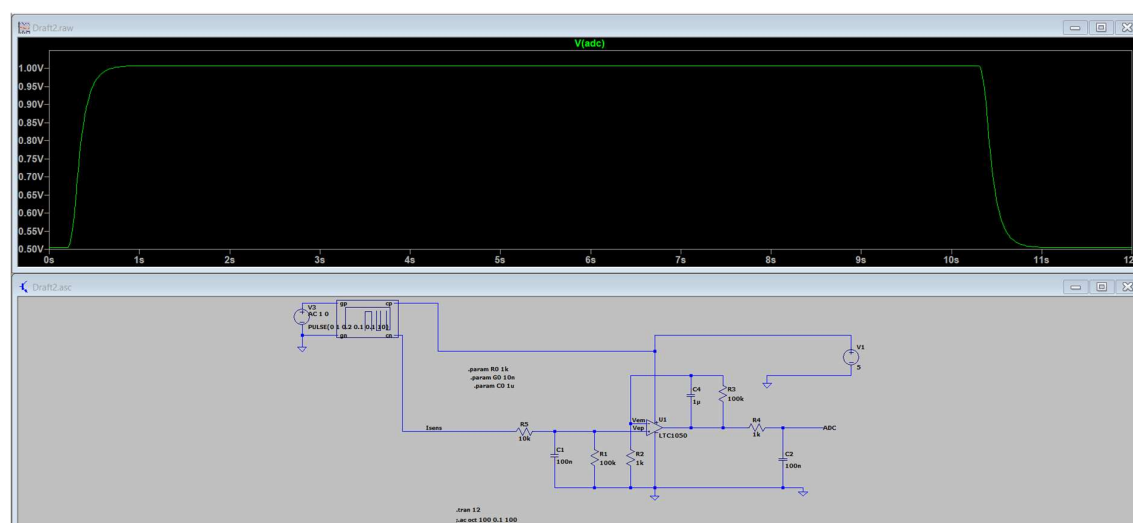 Draft2.raw
V(adc)
1.00V
0.95V
0.90V
0.85V
0.80V
0.75V
0.70V
0.65V
0.60V
0.55V
0.50V
0s 1s 2s 3s 4s 5s 6s 7s 8s 9s 10s 11s 12
Draft2.asc
gp cp
V3
AC 1 0
PULSE(0 1 0.2 0.1 0.1 10)
gn cn
V1
5
.param R0 1k
.param G0 10n
.param C0 1u
C4
1p
R3
100k
Isens
R5
10k
Vem
Vep
U1
LTC1050
R4
1k
ADC
C1
100n
R1
100k
R2
1k
C2
100n
.tran 12
;.ac oct 100 0.1 100